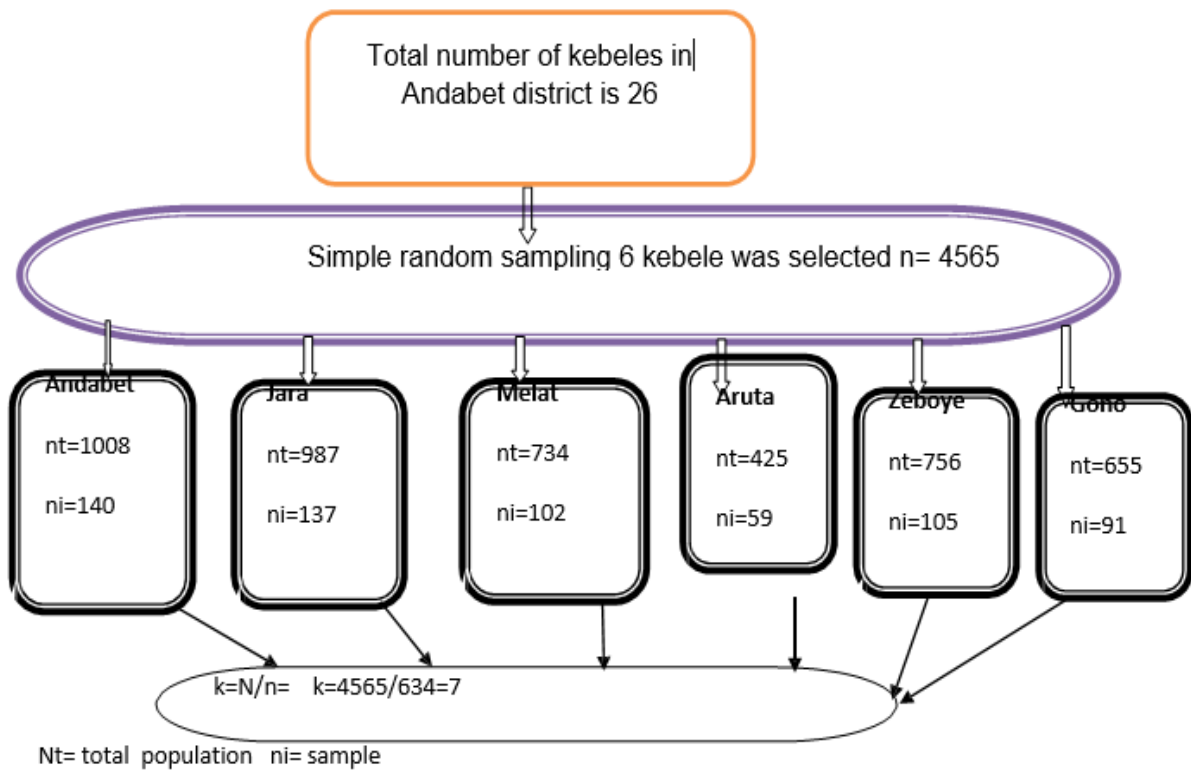 Total number of kebeles in
Andabet district is 26
Simple random sampling 6 kebele was selected n= 4565
Andabet
nt=1008
ni=140
Jara
nt=987
ni=137
Melat
nt=734
ni=102
Aruta
nt=425
ni=59
Zeboye
nt=756
ni=105
Gono
nt=655
ni=91
k=N/n= k=4565/634=7
Nt= total population ni= sample